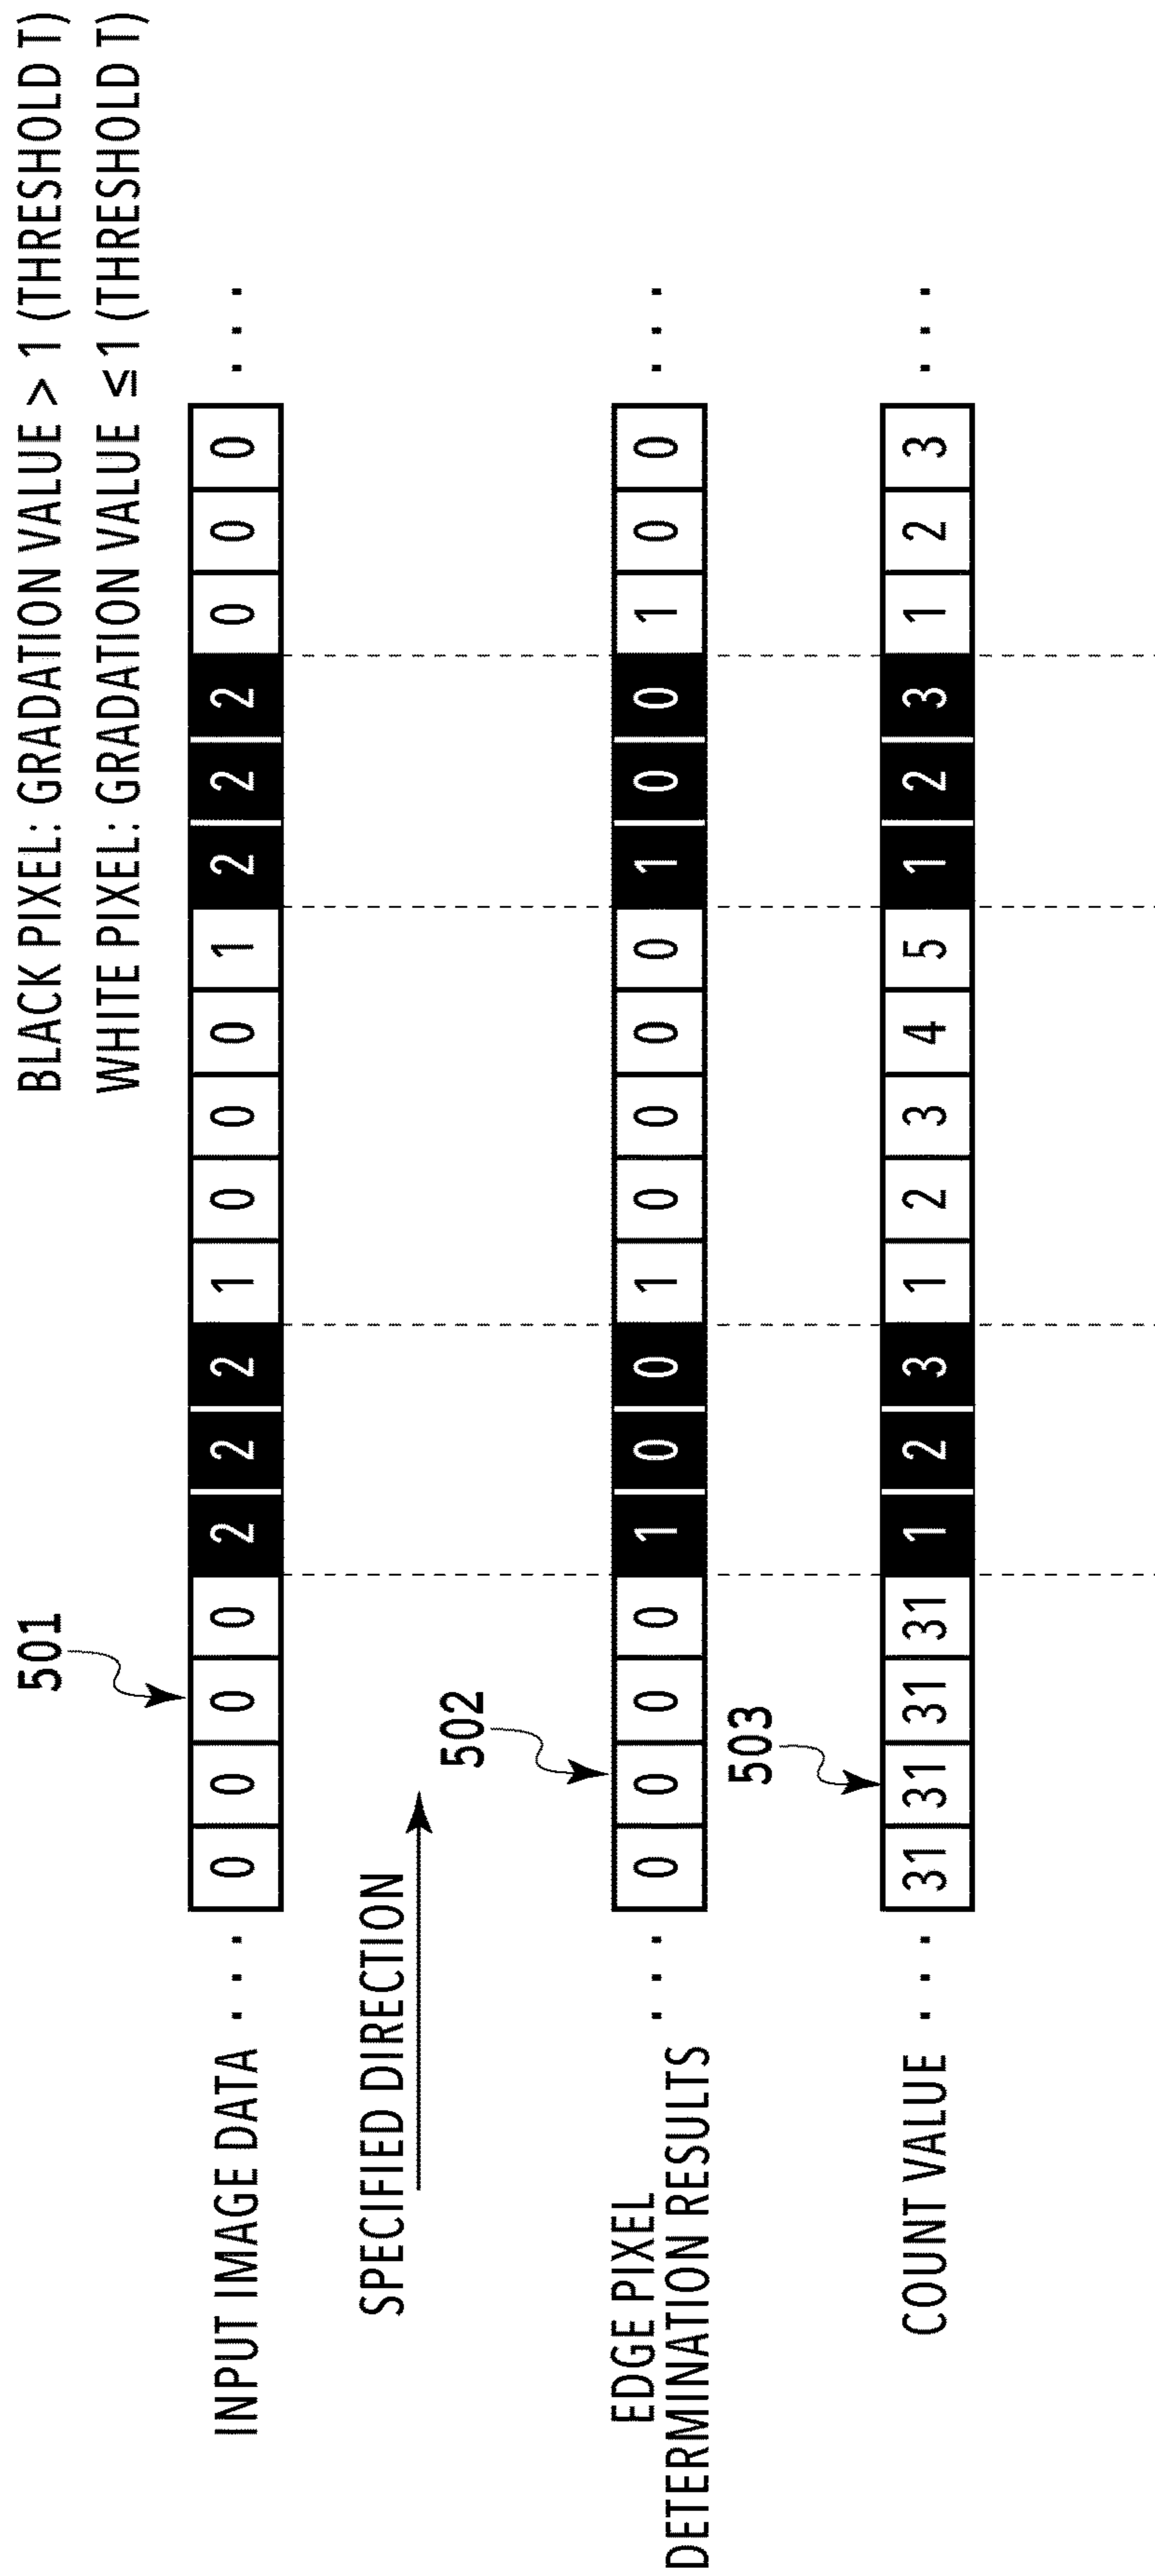 BLACK PIXEL: GRADATION VALUE > 1 (THRESHOLD T)
WHITE PIXEL: GRADATION VALUE ≤ 1 (THRESHOLD T)
501
INPUT IMAGE DATA ... 0 0 0 0 2 2 2 1 0 0 0 1 2 2 2 0 0 0 ...
SPECIFIED DIRECTION
502
EDGE PIXEL
DETERMINATION RESULTS ... 0 0 0 0 1 0 0 1 0 0 0 0 1 0 0 1 0 0 ...
503
COUNT VALUE ... 31 31 31 31 1 2 3 1 2 3 4 5 1 2 3 1 2 3 ...